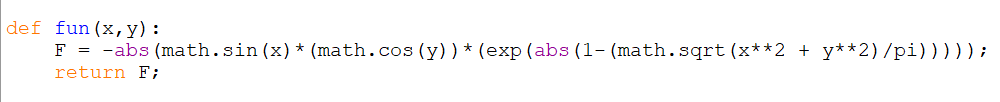 def fun(x,y):
    F = -abs(math.sin(x)*(math.cos(y))*(exp(abs(1-(math.sqrt(x**2 + y**2)/pi)))));
    return F;